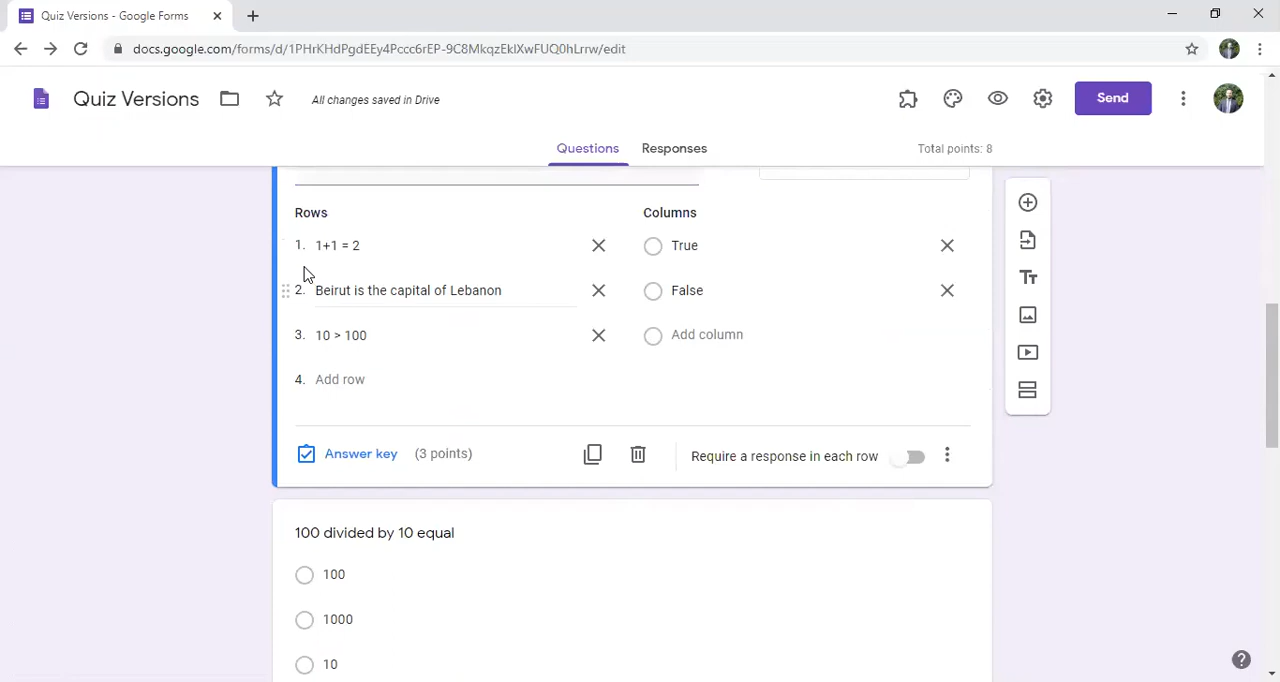 Quiz Versions - Google Forms
docs.google.com/forms/d/1PHrKHdPgdEEy4Pccc6rEP-9C8MkqzEklXwFUQ0hLrrw/edit
Quiz Versions
All changes saved in Drive
Send
Questions
Responses
Total points: 8
Rows
Columns
1. 1+1 = 2
True
2. Beirut is the capital of Lebanon
False
3. 10 > 100
Add column
4. Add row
Answer key (3 points)
Require a response in each row
100 divided by 10 equal
100
1000
10